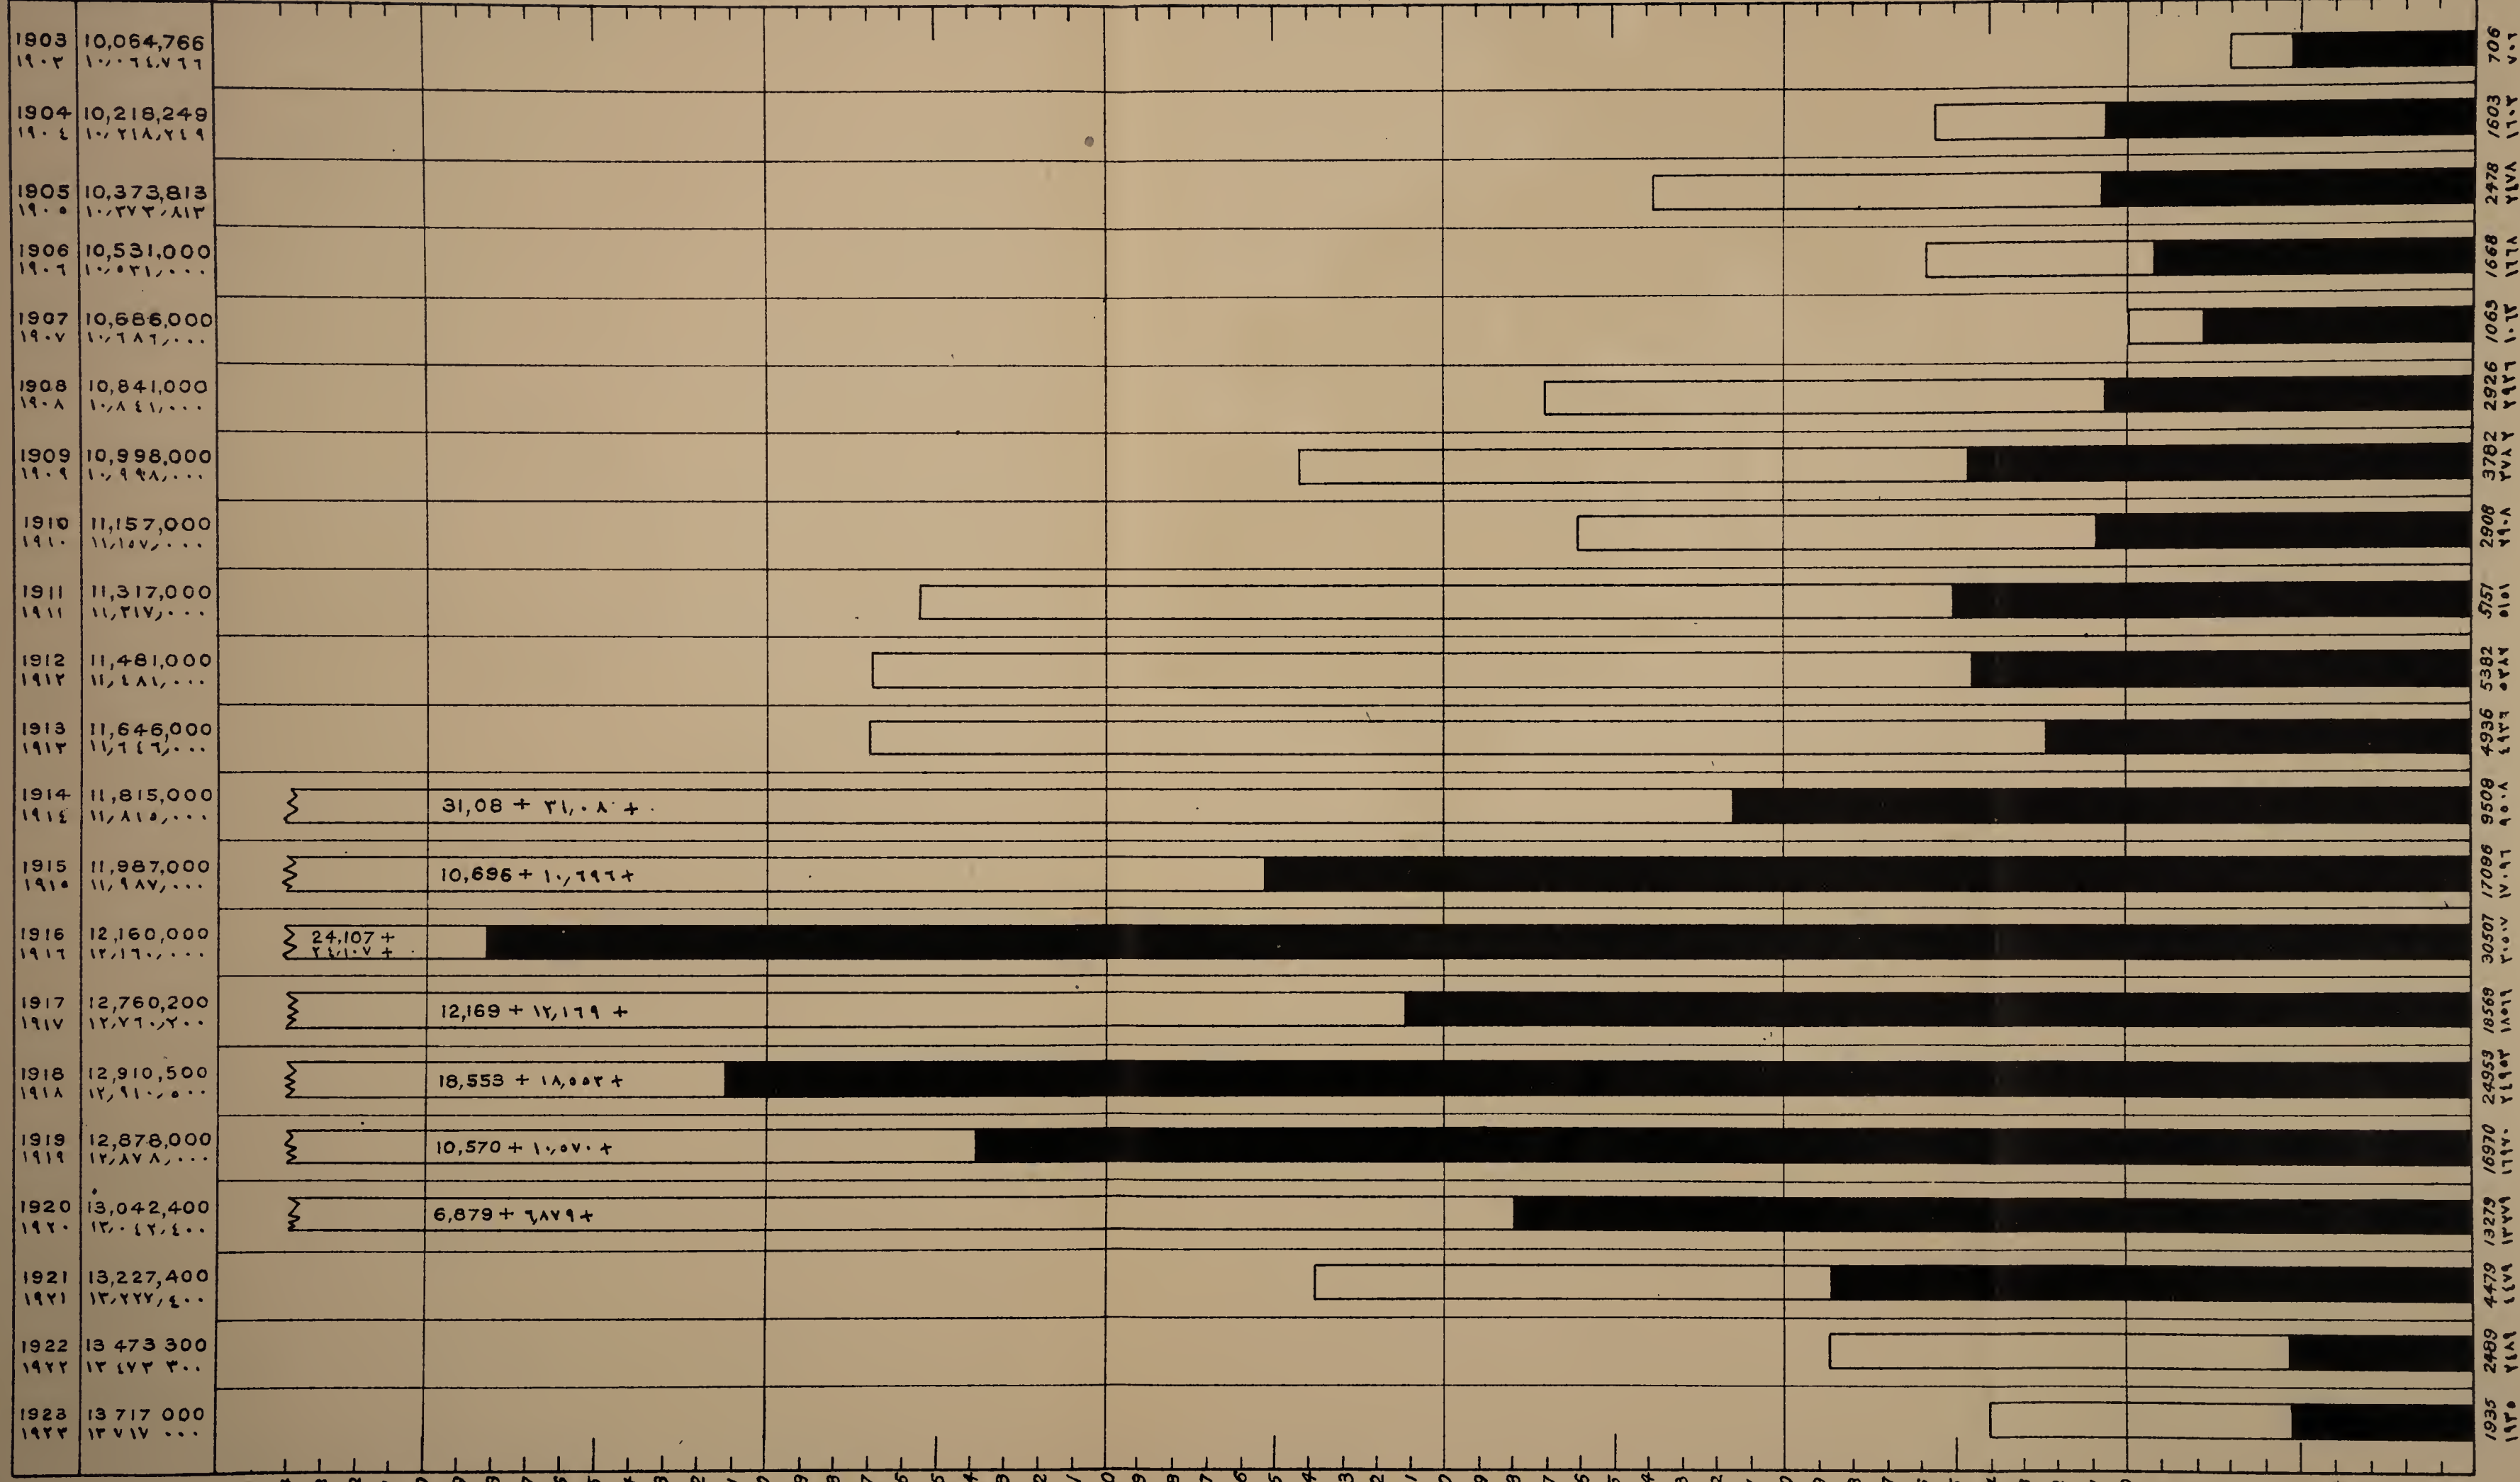 1903 10,064,766 706
١٩٠٣ ١٠,٠٦٤,٧٦٦ ٧٠٦
1904 10,218,249 1603
١٩٠٤ ١٠,٢١٨,٢٤٩ ١٦٠٣
1905 10,373,813 2478
١٩٠٥ ١٠,٣٧٣,٨١٣ ٢٤٧٨
1906 10,531,000 1668
١٩٠٦ ١٠,٥٣١,٠٠٠ ١٦٦٨
1907 10,686,000 1063
١٩٠٧ ١٠,٦٨٦,٠٠٠ ١٠٦٣
1908 10,841,000 2926
١٩٠٨ ١٠,٨٤١,٠٠٠ ٢٩٢٦
1909 10,998,000 3782
١٩٠٩ ١٠,٩٩٨,٠٠٠ ٣٧٨٢
1910 11,157,000 2908
١٩١٠ ١١,١٥٧,٠٠٠ ٢٩٠٨
1911 11,317,000 5151
١٩١١ ١١,٣١٧,٠٠٠ ٥١٥١
1912 11,481,000 5382
١٩١٢ ١١,٤٨١,٠٠٠ ٥٣٨٢
1913 11,646,000 4936
١٩١٣ ١١,٦٤٦,٠٠٠ ٤٩٣٦
1914 11,815,000 31,08 + ٣١,٠٨ + 9508
١٩١٤ ١١,٨١٥,٠٠٠ ٩٥٠٨
1915 11,987,000 10,696 + ١٠,٦٩٦ + 17096
١٩١٥ ١١,٩٨٧,٠٠٠ ١٧٠٩٦
1916 12,160,000 24,107 + 30507
١٩١٦ ١٢,١٦٠,٠٠٠ ٢٤,١٠٧ + ٣٠٥٠٧
1917 12,760,200 12,169 + ١٢,١٦٩ + 18569
١٩١٧ ١٢,٧٦٠,٢٠٠ ١٨٥٦٩
1918 12,910,500 18,553 + ١٨,٥٥٣ + 24953
١٩١٨ ١٢,٩١٠,٥٠٠ ٢٤٩٥٣
1919 12,878,000 10,570 + ١٠,٥٧٠ + 16970
١٩١٩ ١٢,٨٧٨,٠٠٠ ١٦٩٧٠
1920 13,042,400 6,879 + ٦,٨٧٩ + 13279
١٩٢٠ ١٣,٠٤٢,٤٠٠ ١٣٢٧٩
1921 13,227,400 4479
١٩٢١ ١٣,٢٢٧,٤٠٠ ٤٤٧٩
1922 13 473 300 2489
١٩٢٢ ١٣ ٤٧٣ ٣٠٠ ٢٤٨٩
1923 13 717 000 1935
١٩٢٣ ١٣ ٧١٧ ٠٠٠ ١٩٣٥